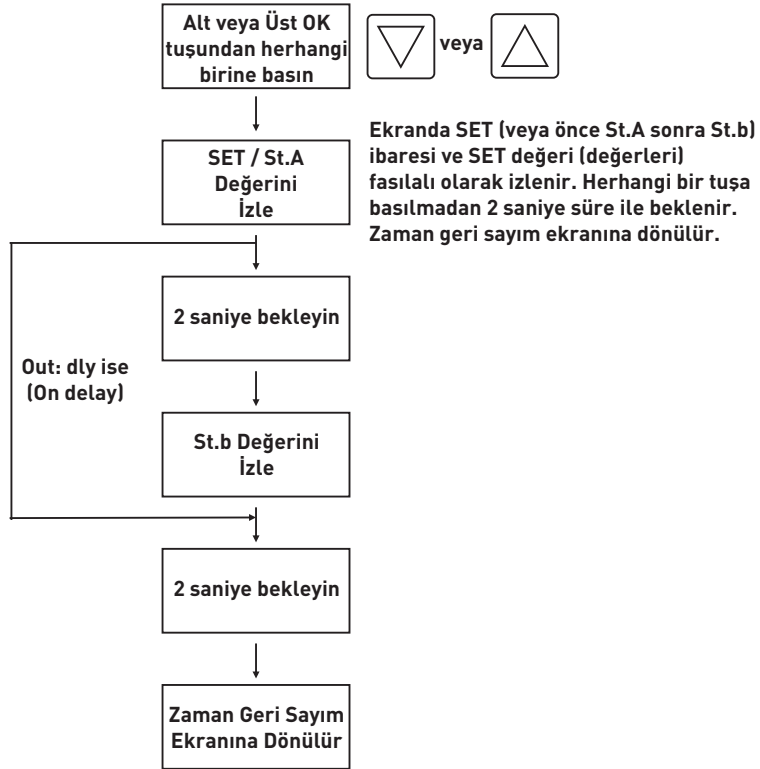 Alt veya Üst OK
tuşundan herhangi
birine basın
veya
Ekranda SET (veya önce St.A sonra St.b)
ibaresi ve SET değeri (değerleri)
fasılalı olarak izlenir. Herhangi bir tuşa
basılmadan 2 saniye süre ile beklenir.
Zaman geri sayım ekranına dönülür.
SET / St.A
Değerini
İzle
2 saniye bekleyin
Out: dly ise
(On delay)
St.b Değerini
İzle
2 saniye bekleyin
Zaman Geri Sayım
Ekranına Dönülür